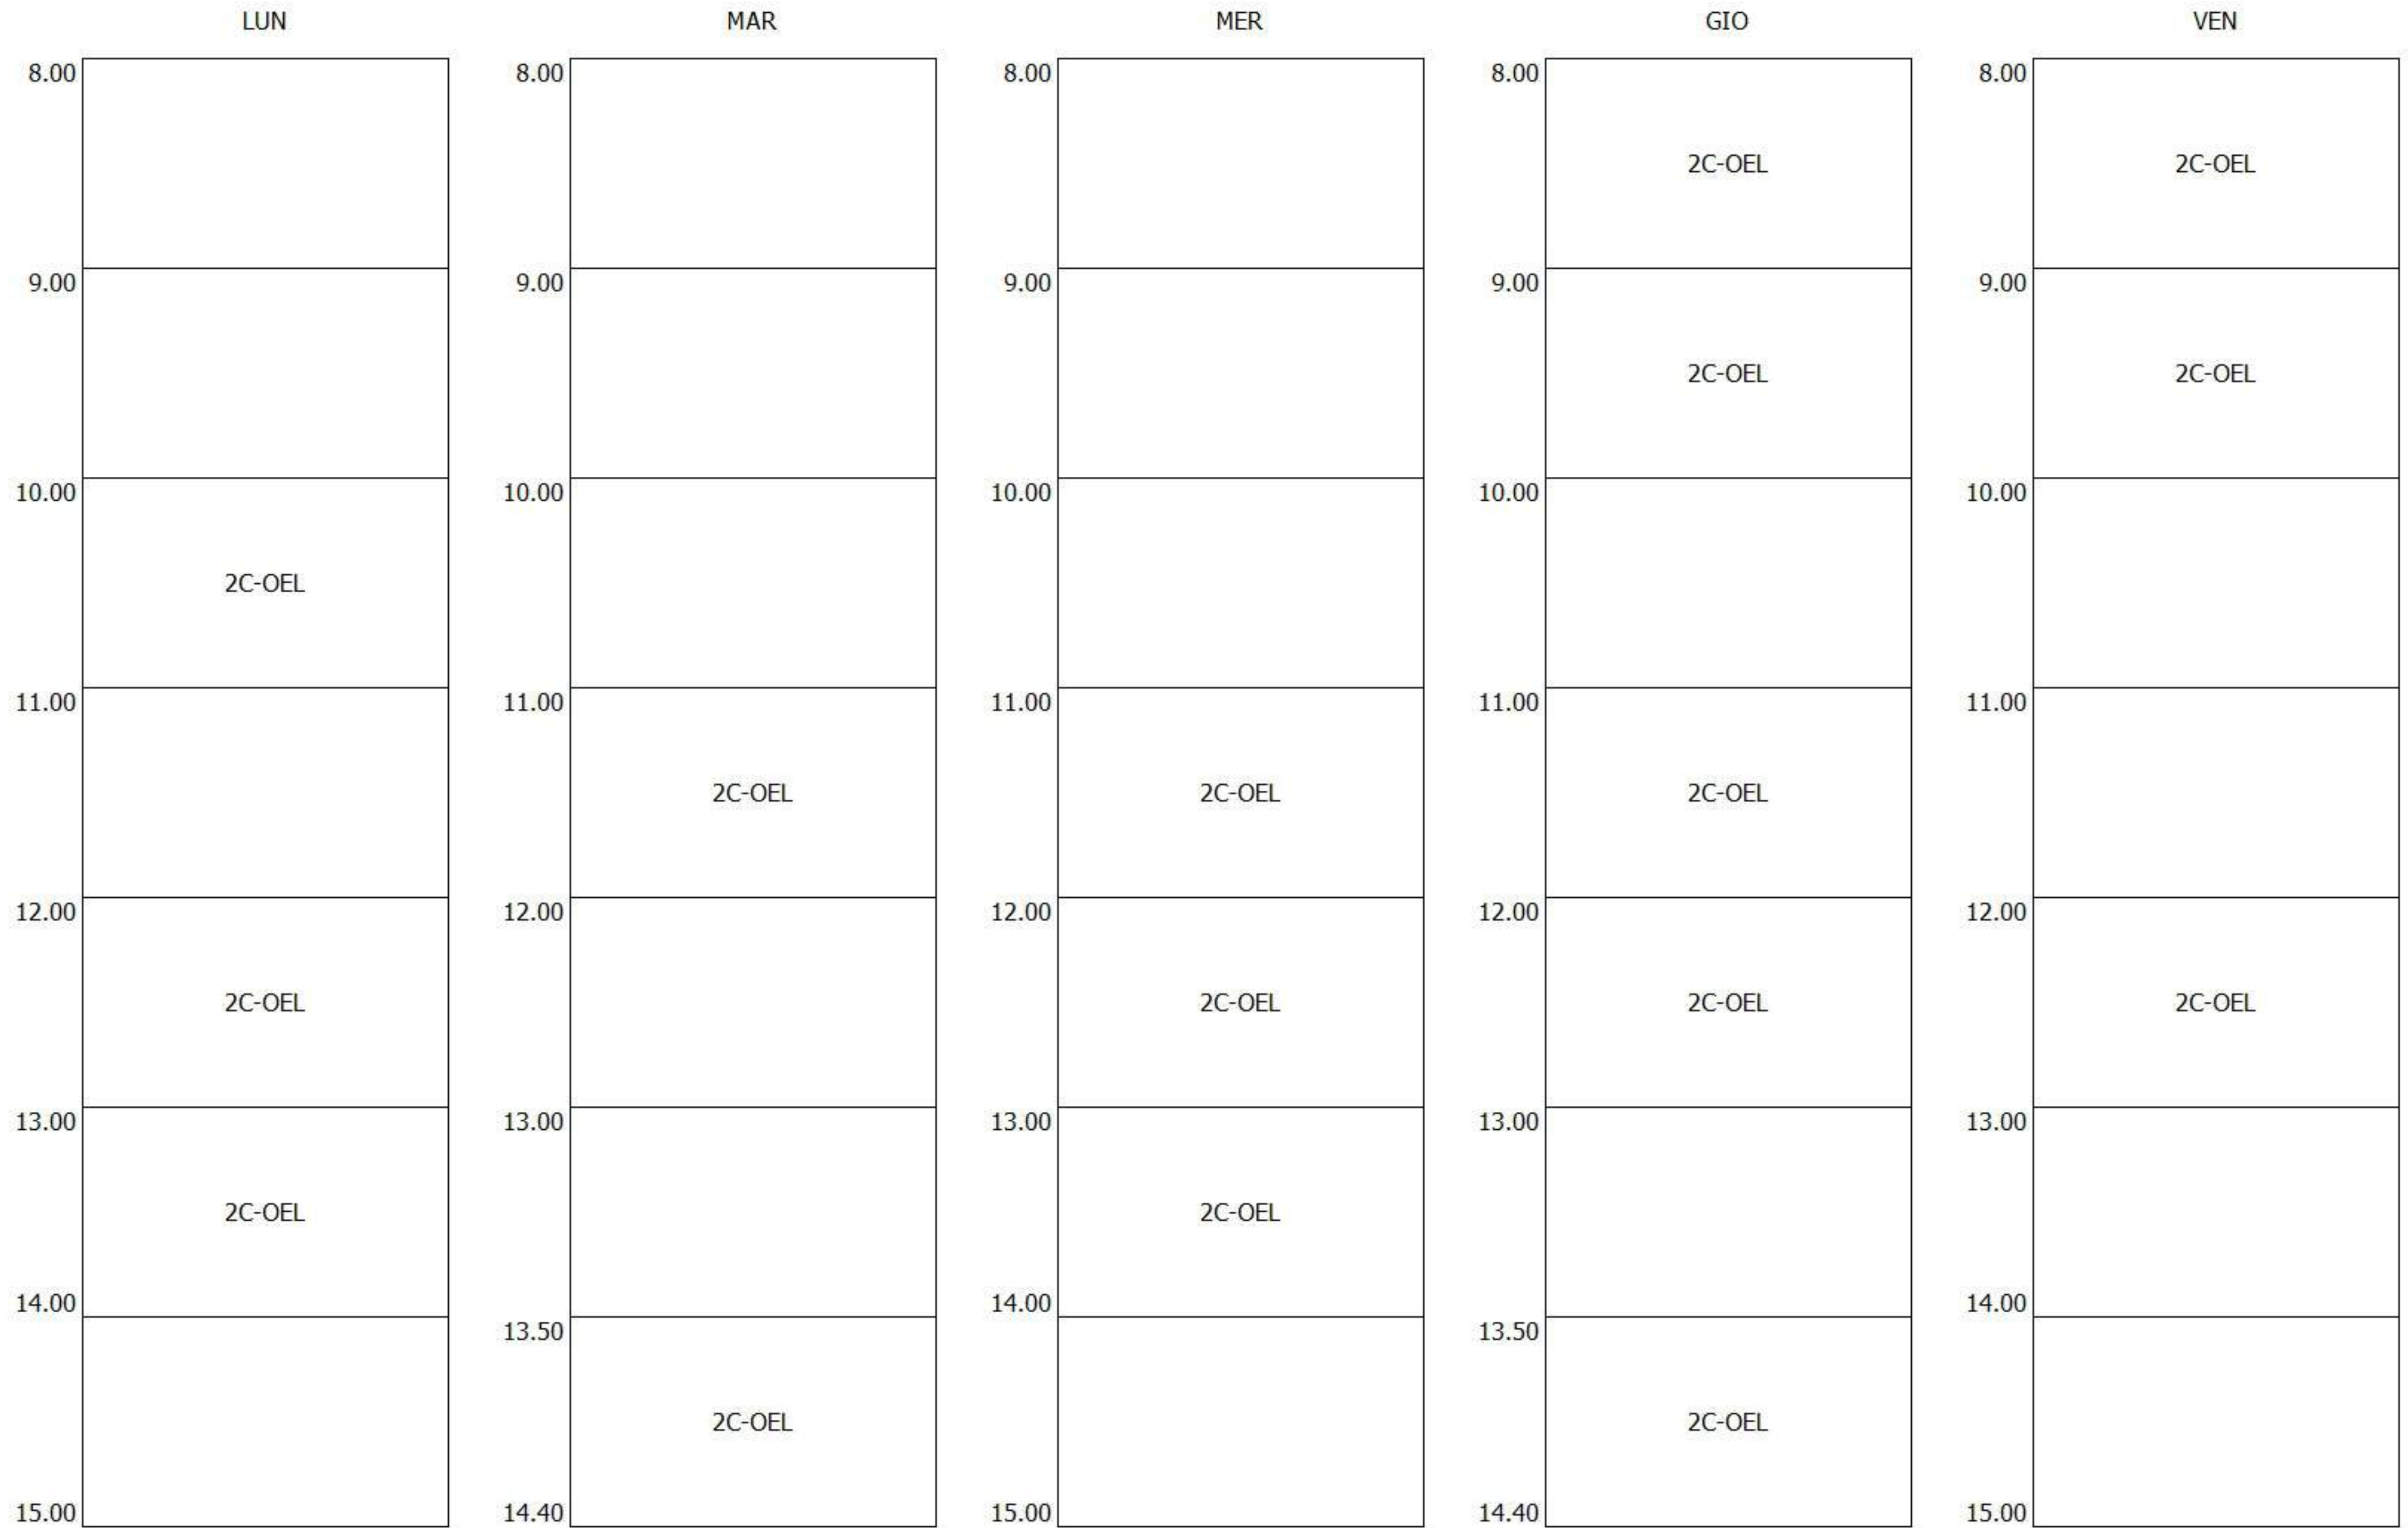 LUN MAR MER GIO VEN
8.00 8.00 8.00 8.00 8.00
2C-OEL 2C-OEL
9.00 9.00 9.00 9.00 9.00
2C-OEL 2C-OEL
10.00 10.00 10.00 10.00 10.00
2C-OEL
11.00 11.00 11.00 11.00 11.00
2C-OEL 2C-OEL 2C-OEL
12.00 12.00 12.00 12.00 12.00
2C-OEL 2C-OEL 2C-OEL 2C-OEL
13.00 13.00 13.00 13.00 13.00
2C-OEL 2C-OEL
14.00 14.00 14.00
13.50 13.50
2C-OEL 2C-OEL
15.00 14.40 15.00 14.40 15.00